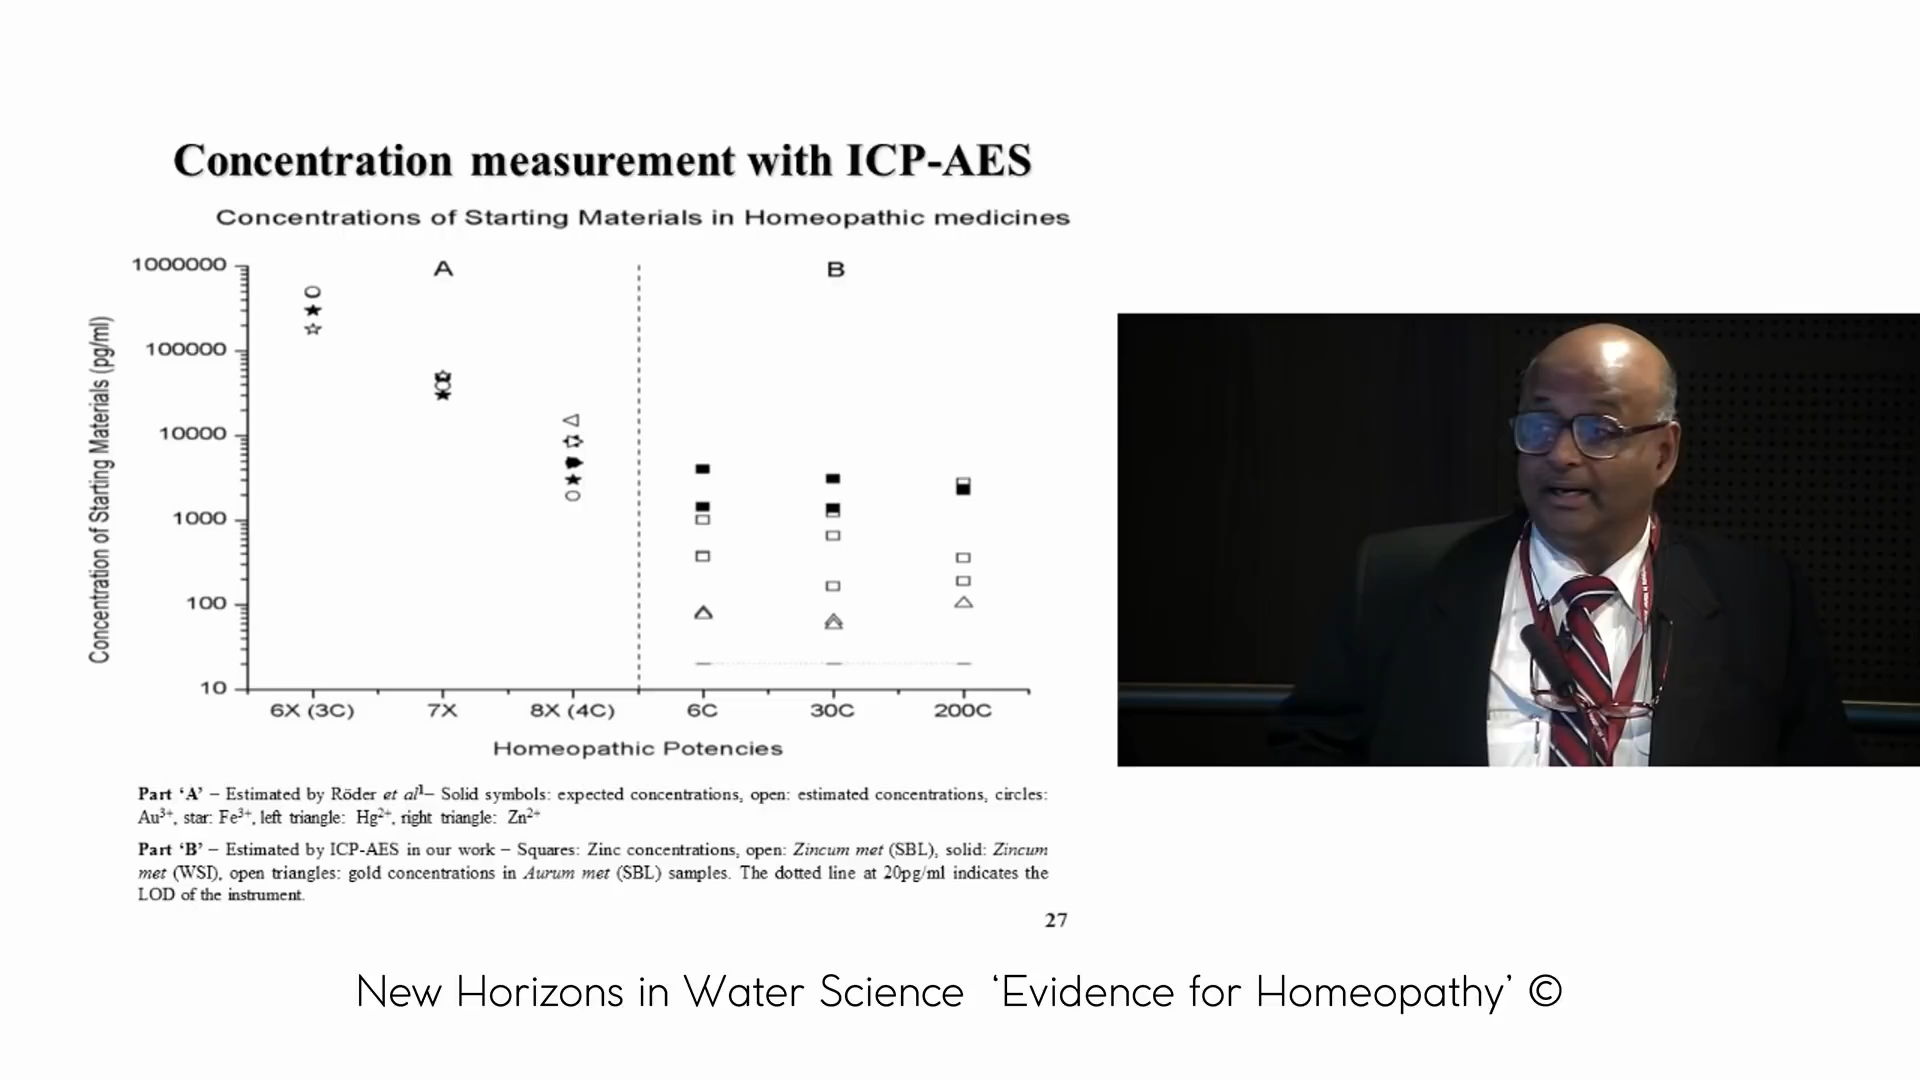 Concentration measurement with ICP-AES
Concentrations of Starting Materials in Homeopathic medicines
Concentration of Starting Materials (pg/ml)
1000000
100000
10000
1000
100
10
A
B
6X (3C)
7X
8X (4C)
6C
30C
200C
Homeopathic Potencies
Part ‘A’ – Estimated by Röder et al¹– Solid symbols: expected concentrations, open: estimated concentrations, circles:
Au³⁺, star: Fe³⁺, left triangle: Hg²⁺, right triangle: Zn²⁺
Part ‘B’ – Estimated by ICP-AES in our work – Squares: Zinc concentrations, open: Zincum met (SBL), solid: Zincum
met (WSI), open triangles: gold concentrations in Aurum met (SBL) samples. The dotted line at 20pg/ml indicates the
LOD of the instrument.
27
New Horizons in Water Science ‘Evidence for Homeopathy’ ©